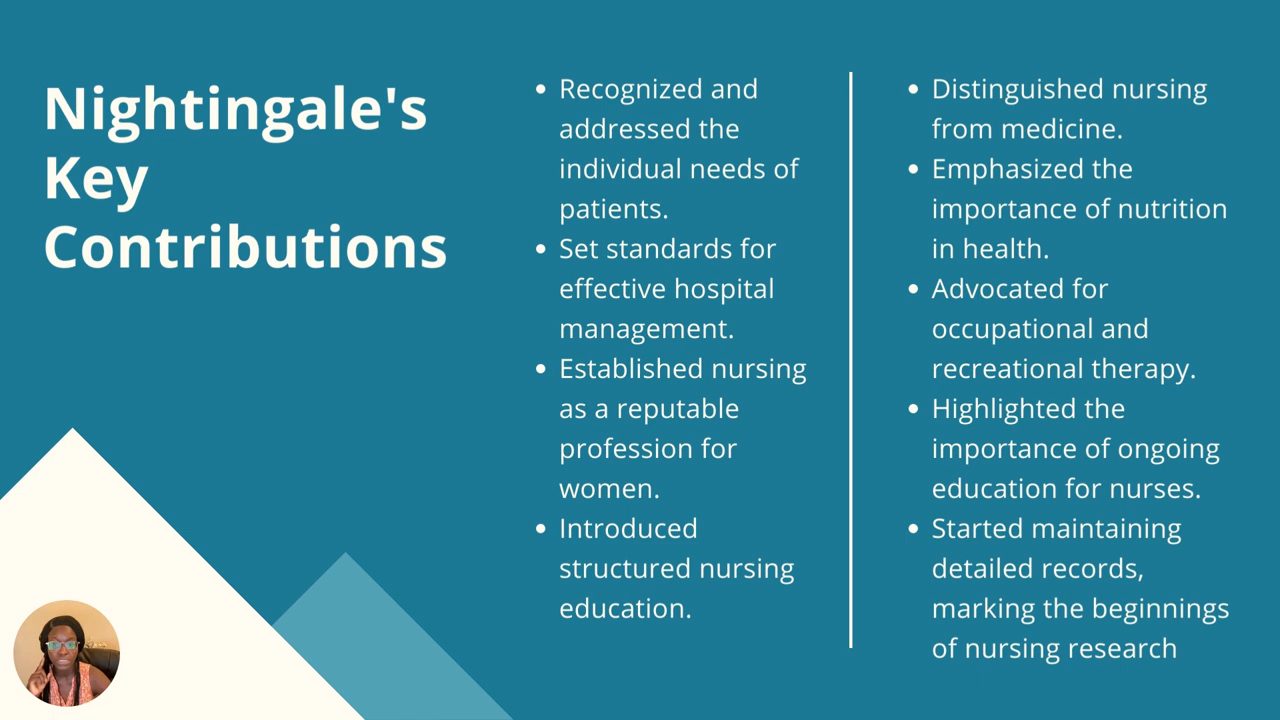 Nightingale's
Key
Contributions
• Recognized and
addressed the
individual needs of
patients.
• Set standards for
effective hospital
management.
• Established nursing
as a reputable
profession for
women.
• Introduced
structured nursing
education.
• Distinguished nursing
from medicine.
• Emphasized the
importance of nutrition
in health.
• Advocated for
occupational and
recreational therapy.
• Highlighted the
importance of ongoing
education for nurses.
• Started maintaining
detailed records,
marking the beginnings
of nursing research